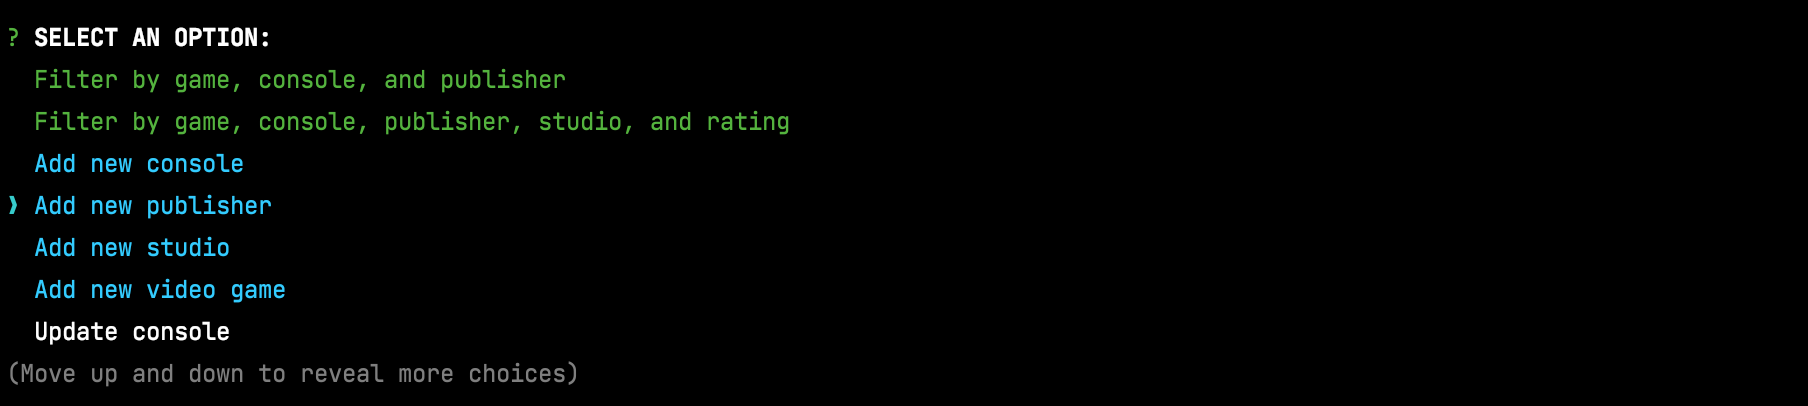 ? SELECT AN OPTION:
Filter by game, console, and publisher
Filter by game, console, publisher, studio, and rating
Add new console
❯ Add new publisher
Add new studio
Add new video game
Update console
(Move up and down to reveal more choices)